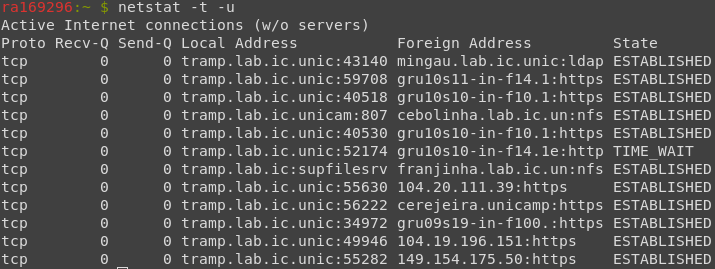 ra169296:~ $ netstat -t -u
Active Internet connections (w/o servers)
Proto Recv-Q Send-Q Local Address           Foreign Address         State
tcp        0      0 tramp.lab.ic.unic:43140 mingau.lab.ic.unic:ldap ESTABLISHED
tcp        0      0 tramp.lab.ic.unic:59708 gru10s11-in-f14.1:https ESTABLISHED
tcp        0      0 tramp.lab.ic.unic:40518 gru10s10-in-f10.1:https ESTABLISHED
tcp        0      0 tramp.lab.ic.unicam:807 cebolinha.lab.ic.un:nfs ESTABLISHED
tcp        0      0 tramp.lab.ic.unic:40530 gru10s10-in-f10.1:https ESTABLISHED
tcp        0      0 tramp.lab.ic.unic:52174 gru10s10-in-f14.1e:http TIME_WAIT
tcp        0      0 tramp.lab.ic:supfilesrv franjinha.lab.ic.un:nfs ESTABLISHED
tcp        0      0 tramp.lab.ic.unic:55630 104.20.111.39:https     ESTABLISHED
tcp        0      0 tramp.lab.ic.unic:56222 cerejeira.unicamp:https ESTABLISHED
tcp        0      0 tramp.lab.ic.unic:34972 gru09s19-in-f100.:https ESTABLISHED
tcp        0      0 tramp.lab.ic.unic:49946 104.19.196.151:https    ESTABLISHED
tcp        0      0 tramp.lab.ic.unic:55282 149.154.175.50:https    ESTABLISHED